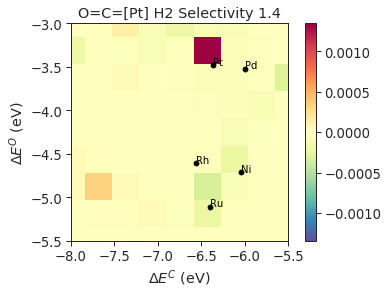 O=C=[Pt] H2 Selectivity 1.4
−3.0
−3.5
−4.0
−4.5
−5.0
−5.5
ΔE^O (eV)
Pt
Pd
Rh
Ni
Ru
−8.0 −7.5 −7.0 −6.5 −6.0 −5.5
ΔE^C (eV)
0.0010
0.0005
0.0000
−0.0005
−0.0010